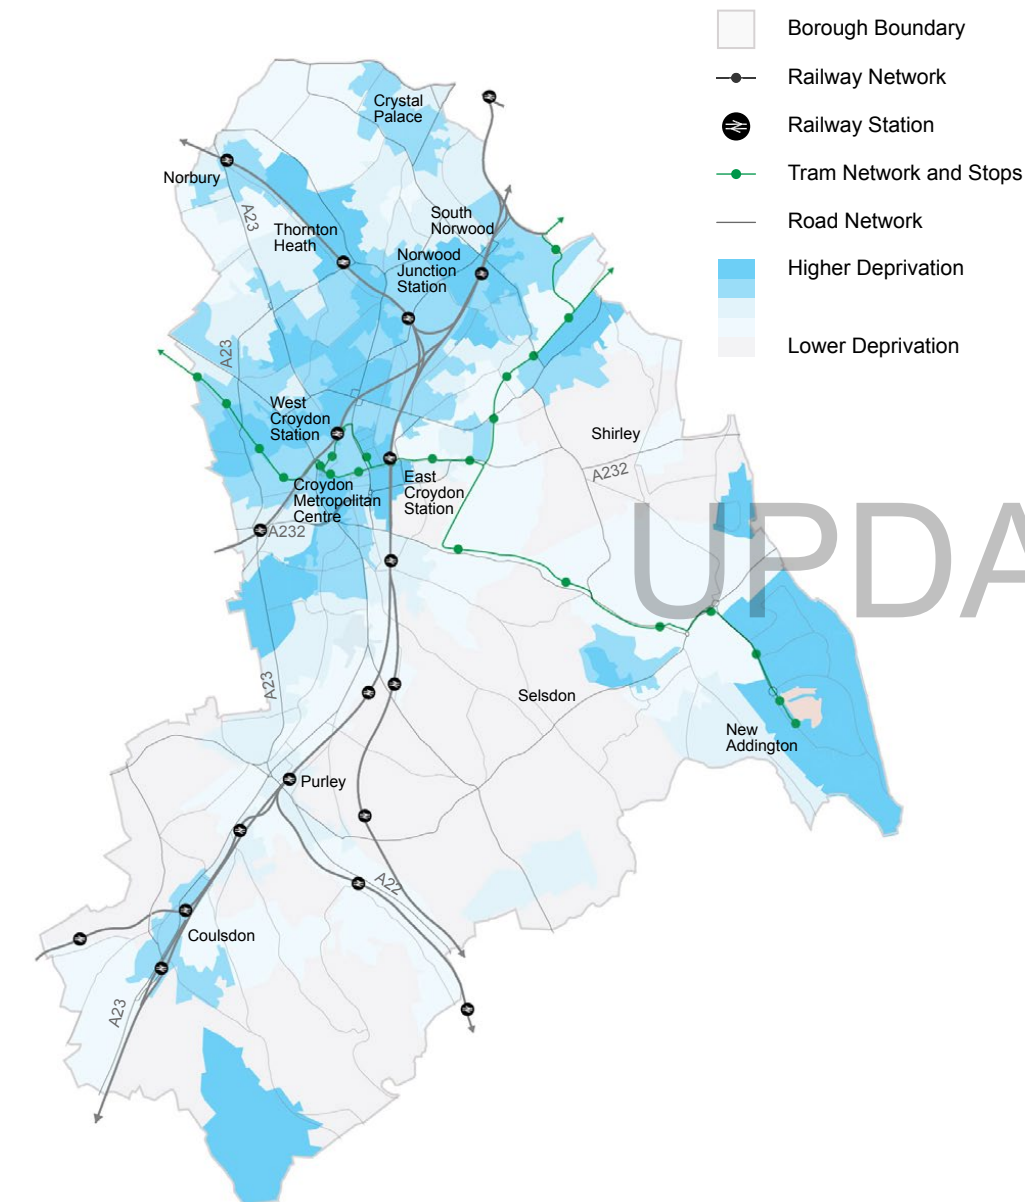 Borough Boundary
Railway Network
Railway Station
Tram Network and Stops
Road Network
Higher Deprivation
Lower Deprivation
Crystal
Palace
Norbury
A23
Thornton
Heath
South
Norwood
Norwood
Junction
Station
A23
West
Croydon
Station
Shirley
A232
East
Croydon
Station
Croydon
Metropolitan
Centre
A232
UPDA
A23
Selsdon
New
Addington
Purley
A22
Coulsdon
A23